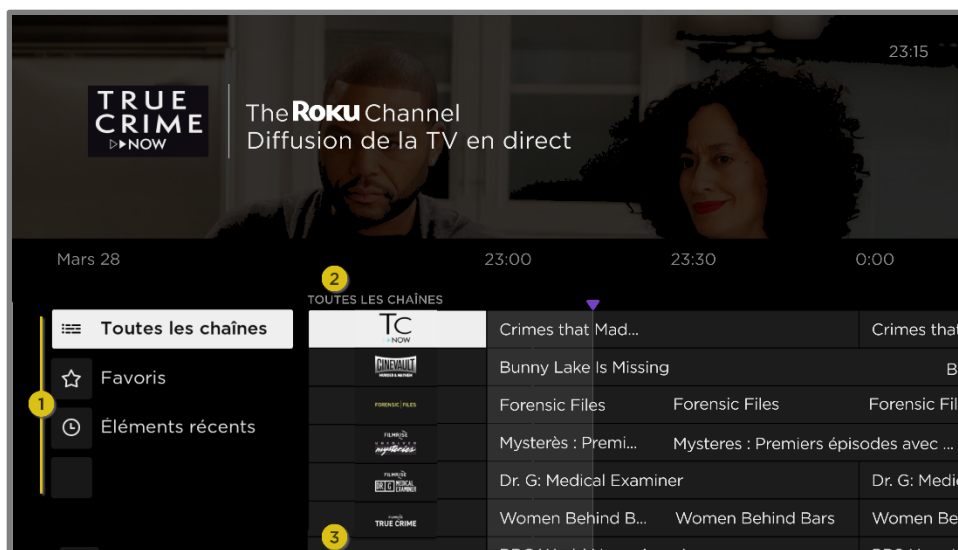 23:15
TRUE
CRIME
NOW
The ROKU Channel
Diffusion de la TV en direct
Mars 28
23:00
23:30
0:00
2
TOUTES LES CHAÎNES
Toutes les chaînes
TC
NOW
Crimes that Mad...
Crimes that
CINEVAULT
Bunny Lake Is Missing
B
Favoris
1
FORENSIC FILES
Forensic Files
Forensic Files
Forensic Fil
Éléments récents
FILMRISE
UNSOLVED
mysteries
Mysterès : Premi...
Mysteres : Premiers épisodes avec ...
FILMRISE
DR G MEDICAL
EXAMINER
Dr. G: Medical Examiner
Dr. G: Medi
TRUE CRIME
Women Behind B...
Women Behind Bars
Women Be
3